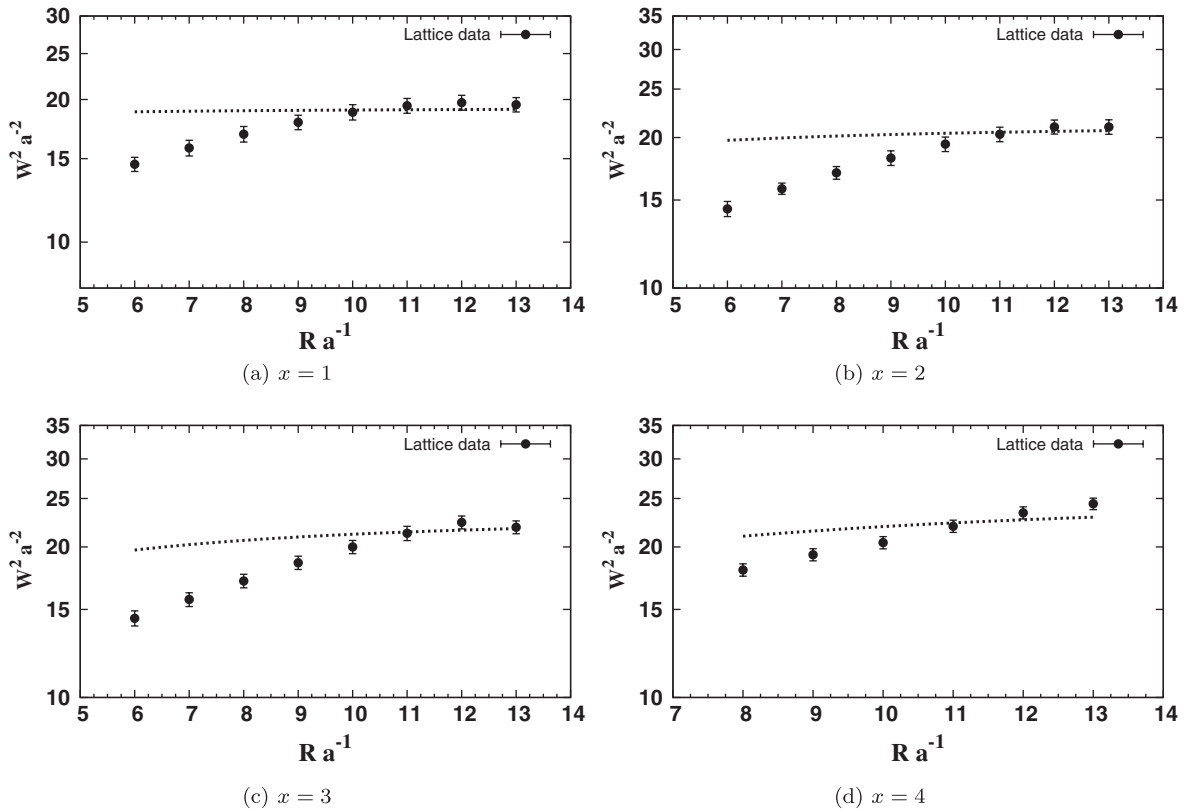 30
25
20
15
10
W² a⁻²
Lattice data
5 6 7 8 9 10 11 12 13 14
R a⁻¹
(a) x = 1
35
30
25
20
15
10
W² a⁻²
Lattice data
5 6 7 8 9 10 11 12 13 14
R a⁻¹
(b) x = 2
35
30
25
20
15
10
W² a⁻²
Lattice data
5 6 7 8 9 10 11 12 13 14
R a⁻¹
(c) x = 3
35
30
25
20
15
10
W² a⁻²
Lattice data
7 8 9 10 11 12 13 14
R a⁻¹
(d) x = 4